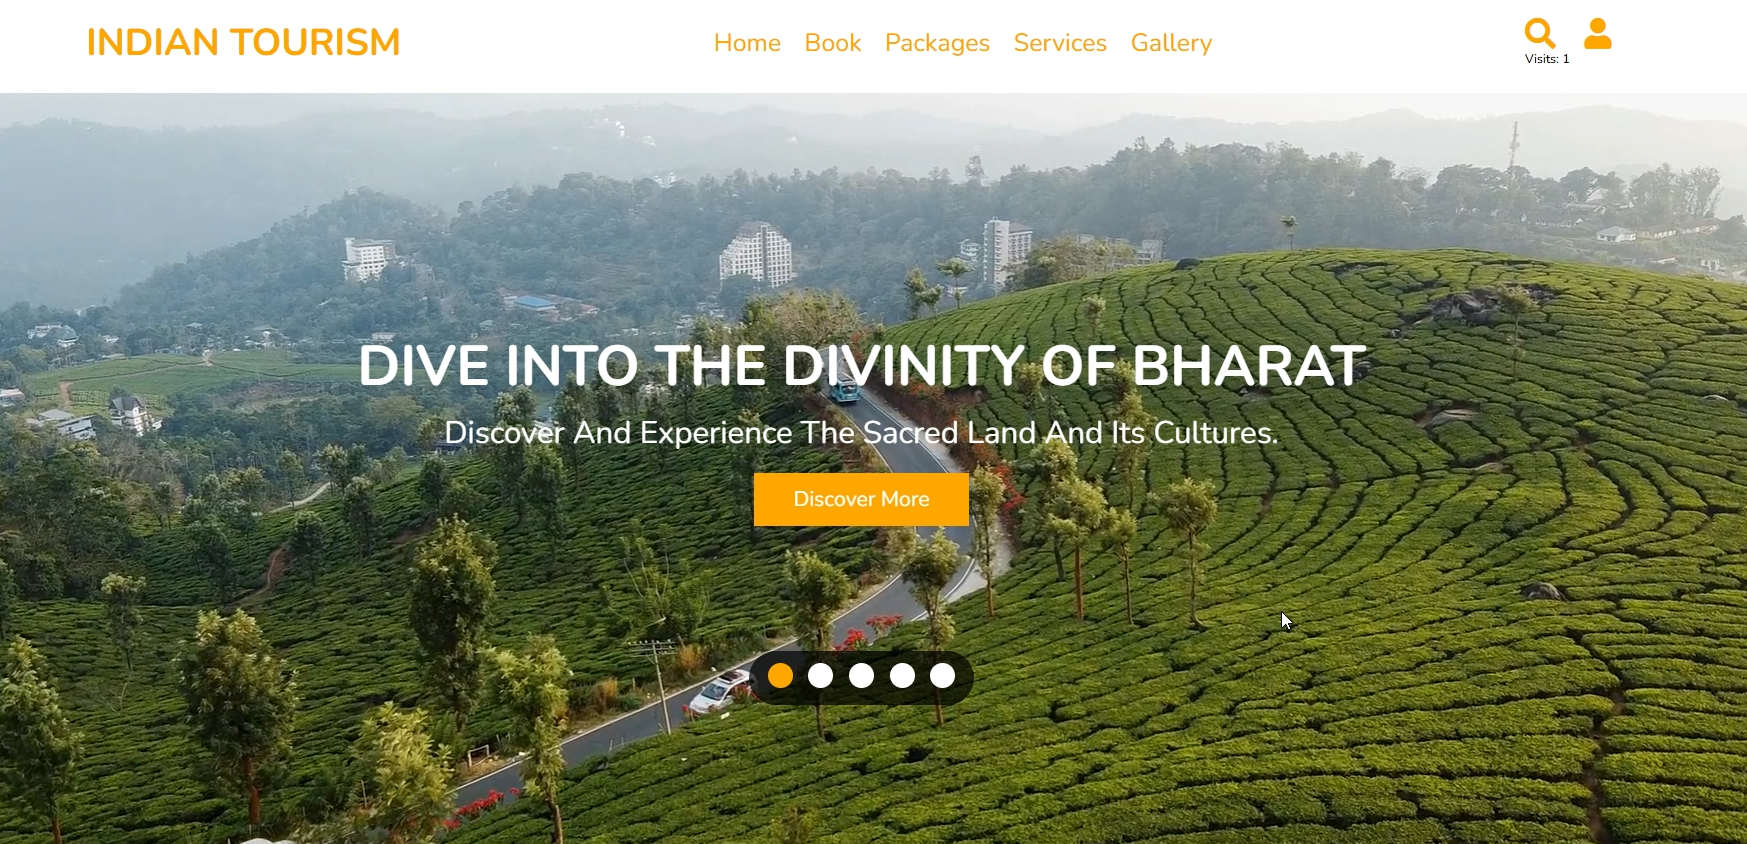 INDIAN TOURISM
Home Book Packages Services Gallery
Visits: 1
DIVE INTO THE DIVINITY OF BHARAT
Discover And Experience The Sacred Land And Its Cultures.
Discover More